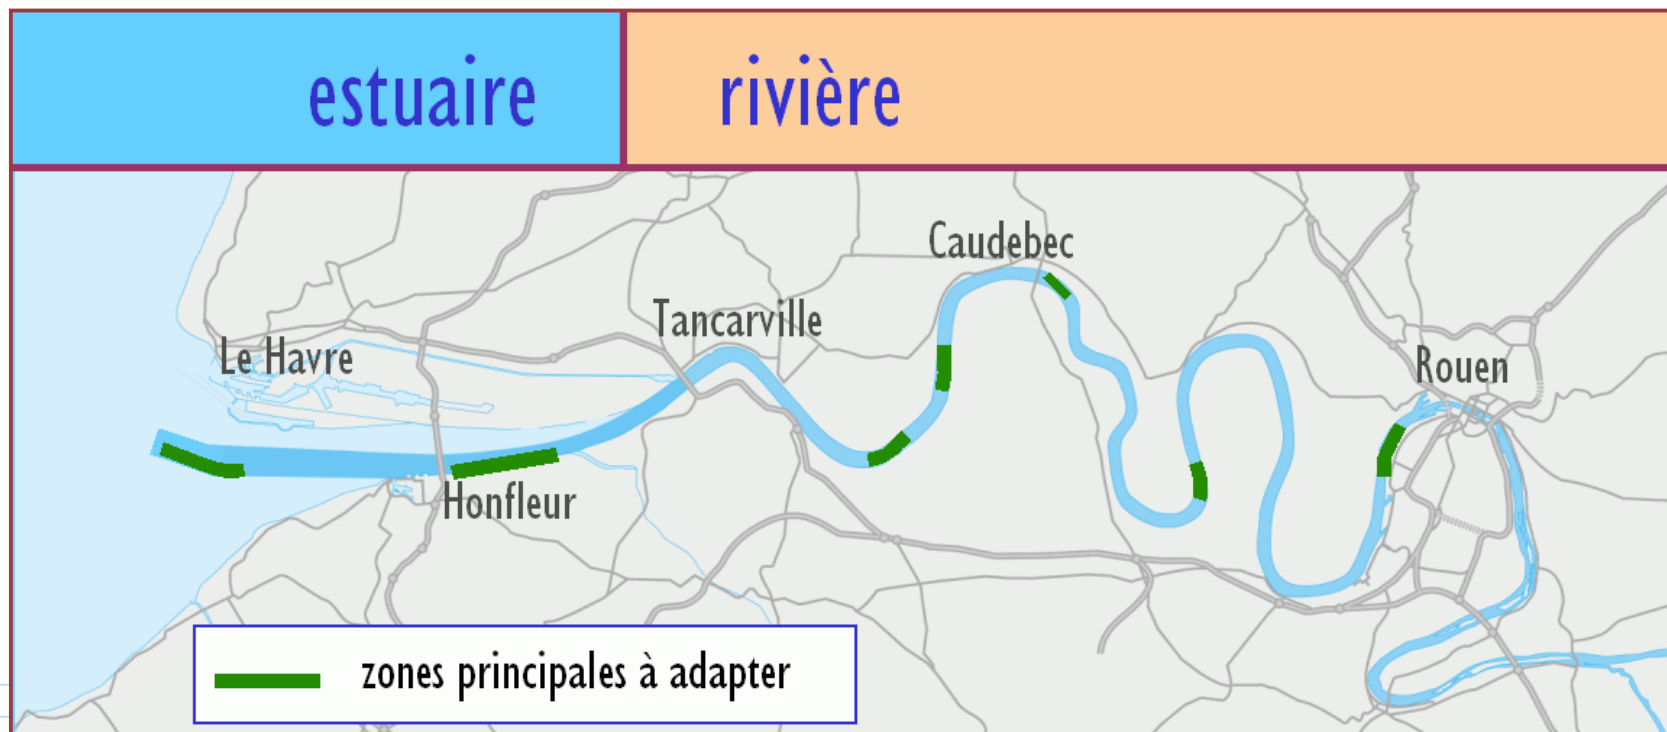 estuaire
rivière
Caudebec
Tancarville
Le Havre
Rouen
Honfleur
zones principales à adapter